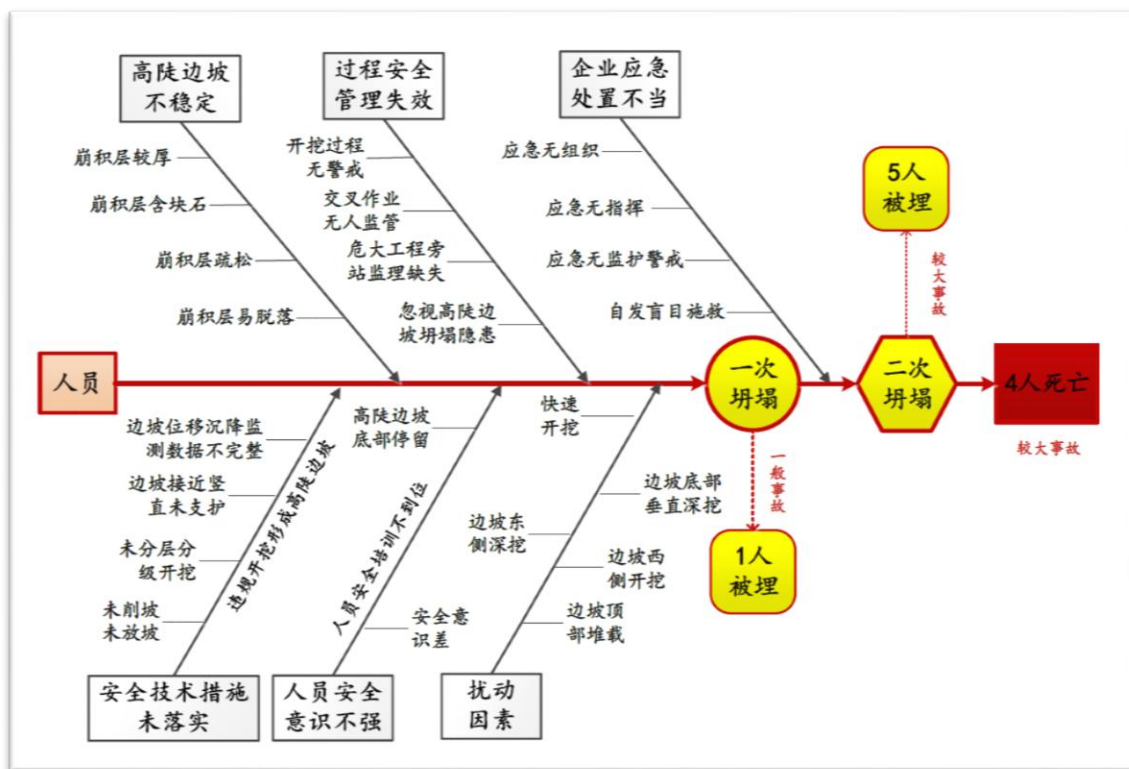 高陡边坡
不稳定
过程安全
管理失效
企业应急
处置不当
崩积层较厚
崩积层含块石
崩积层疏松
崩积层易脱落
开挖过程
无警戒
交叉作业
无人监管
危大工程旁
站监理缺失
忽视高陡边
坡坍塌隐患
应急无组织
应急无指挥
应急无监护警戒
自发盲目施救
5人
被埋
较大事故
人员
一次
坍塌
二次
坍塌
4人死亡
较大事故
一般事故
1人
被埋
边坡位移沉降监
测数据不完整
边坡接近竖
直未支护
未分层分
级开挖
未削坡
未放坡
违规开挖形成高陡边坡
高陡边坡
底部停留
人员安全培训不到位
安全意
识差
快速
开挖
边坡东
侧深挖
边坡底部
垂直深挖
边坡西
侧开挖
边坡顶
部堆载
安全技术措施
未落实
人员安全
意识不强
扰动
因素